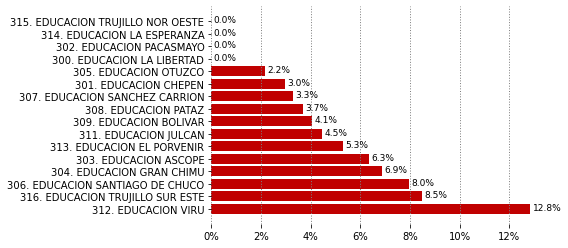 315. EDUCACION TRUJILLO NOR OESTE 0.0%
314. EDUCACION LA ESPERANZA 0.0%
302. EDUCACION PACASMAYO 0.0%
300. EDUCACION LA LIBERTAD 0.0%
305. EDUCACION OTUZCO 2.2%
301. EDUCACION CHEPEN 3.0%
307. EDUCACION SANCHEZ CARRION 3.3%
308. EDUCACION PATAZ 3.7%
309. EDUCACION BOLIVAR 4.1%
311. EDUCACION JULCAN 4.5%
313. EDUCACION EL PORVENIR 5.3%
303. EDUCACION ASCOPE 6.3%
304. EDUCACION GRAN CHIMU 6.9%
306. EDUCACION SANTIAGO DE CHUCO 8.0%
316. EDUCACION TRUJILLO SUR ESTE 8.5%
312. EDUCACION VIRU 12.8%
0% 2% 4% 6% 8% 10% 12%